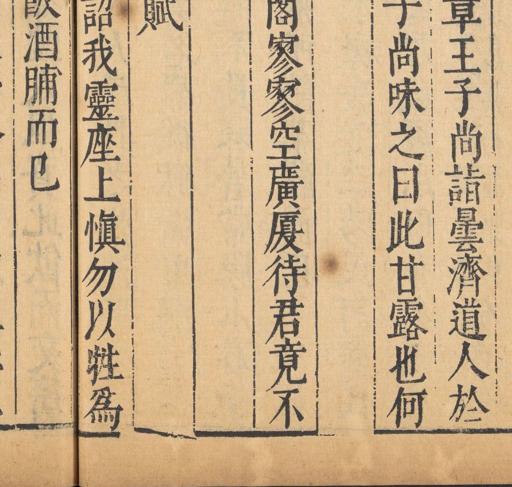 章王子尚詣曇濟道人於
子尚味之曰此甘露也何
閣寥寥空廣厦待君竟不
賦
詔我靈座上慎勿以牲為
飲酒脯而已